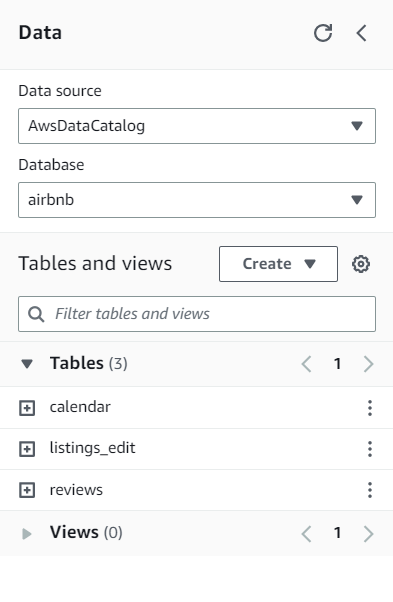 Data
Data source
AwsDataCatalog
Database
airbnb
Tables and views
Create
Filter tables and views
Tables (3)
1
calendar
listings_edit
reviews
Views (0)
1